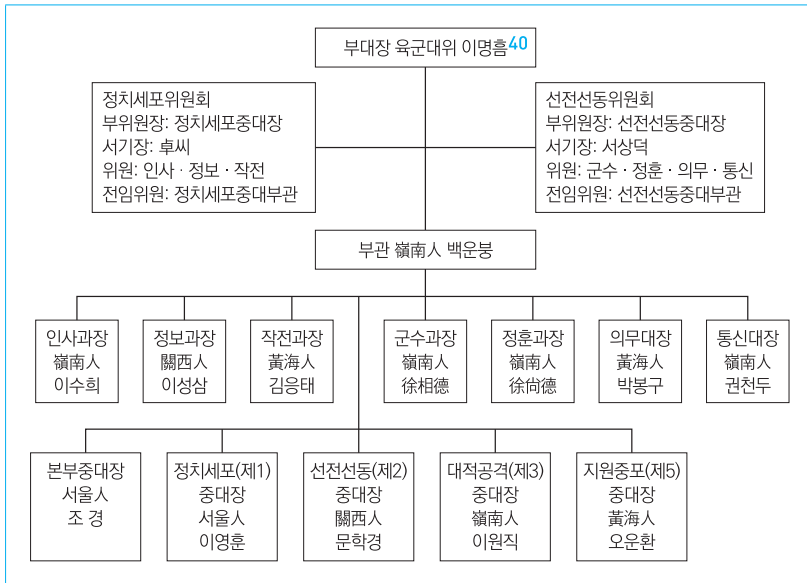 부대장 육군대위 이명흠40
정치세포위원회
부위원장: 정치세포중대장
서기장: 卓씨
위원: 인사 · 정보 · 작전
전임위원: 정치세포중대부관
선전선동위원회
부위원장: 선전선동중대장
서기장: 서상덕
위원: 군수 · 정훈 · 의무 · 통신
전임위원: 선전선동중대부관
부관 嶺南人 백운붕
인사과장
嶺南人
이수희
정보과장
關西人
이성삼
작전과장
黃海人
김응태
군수과장
嶺南人
徐相德
정훈과장
嶺南人
徐尙德
의무대장
黃海人
박봉구
통신대장
嶺南人
권천두
본부중대장
서울人
조 경
정치세포(제1)
중대장
서울人
이영훈
선전선동(제2)
중대장
關西人
문학경
대적공격(제3)
중대장
嶺南人
이원직
지원중포(제5)
중대장
黃海人
오운환